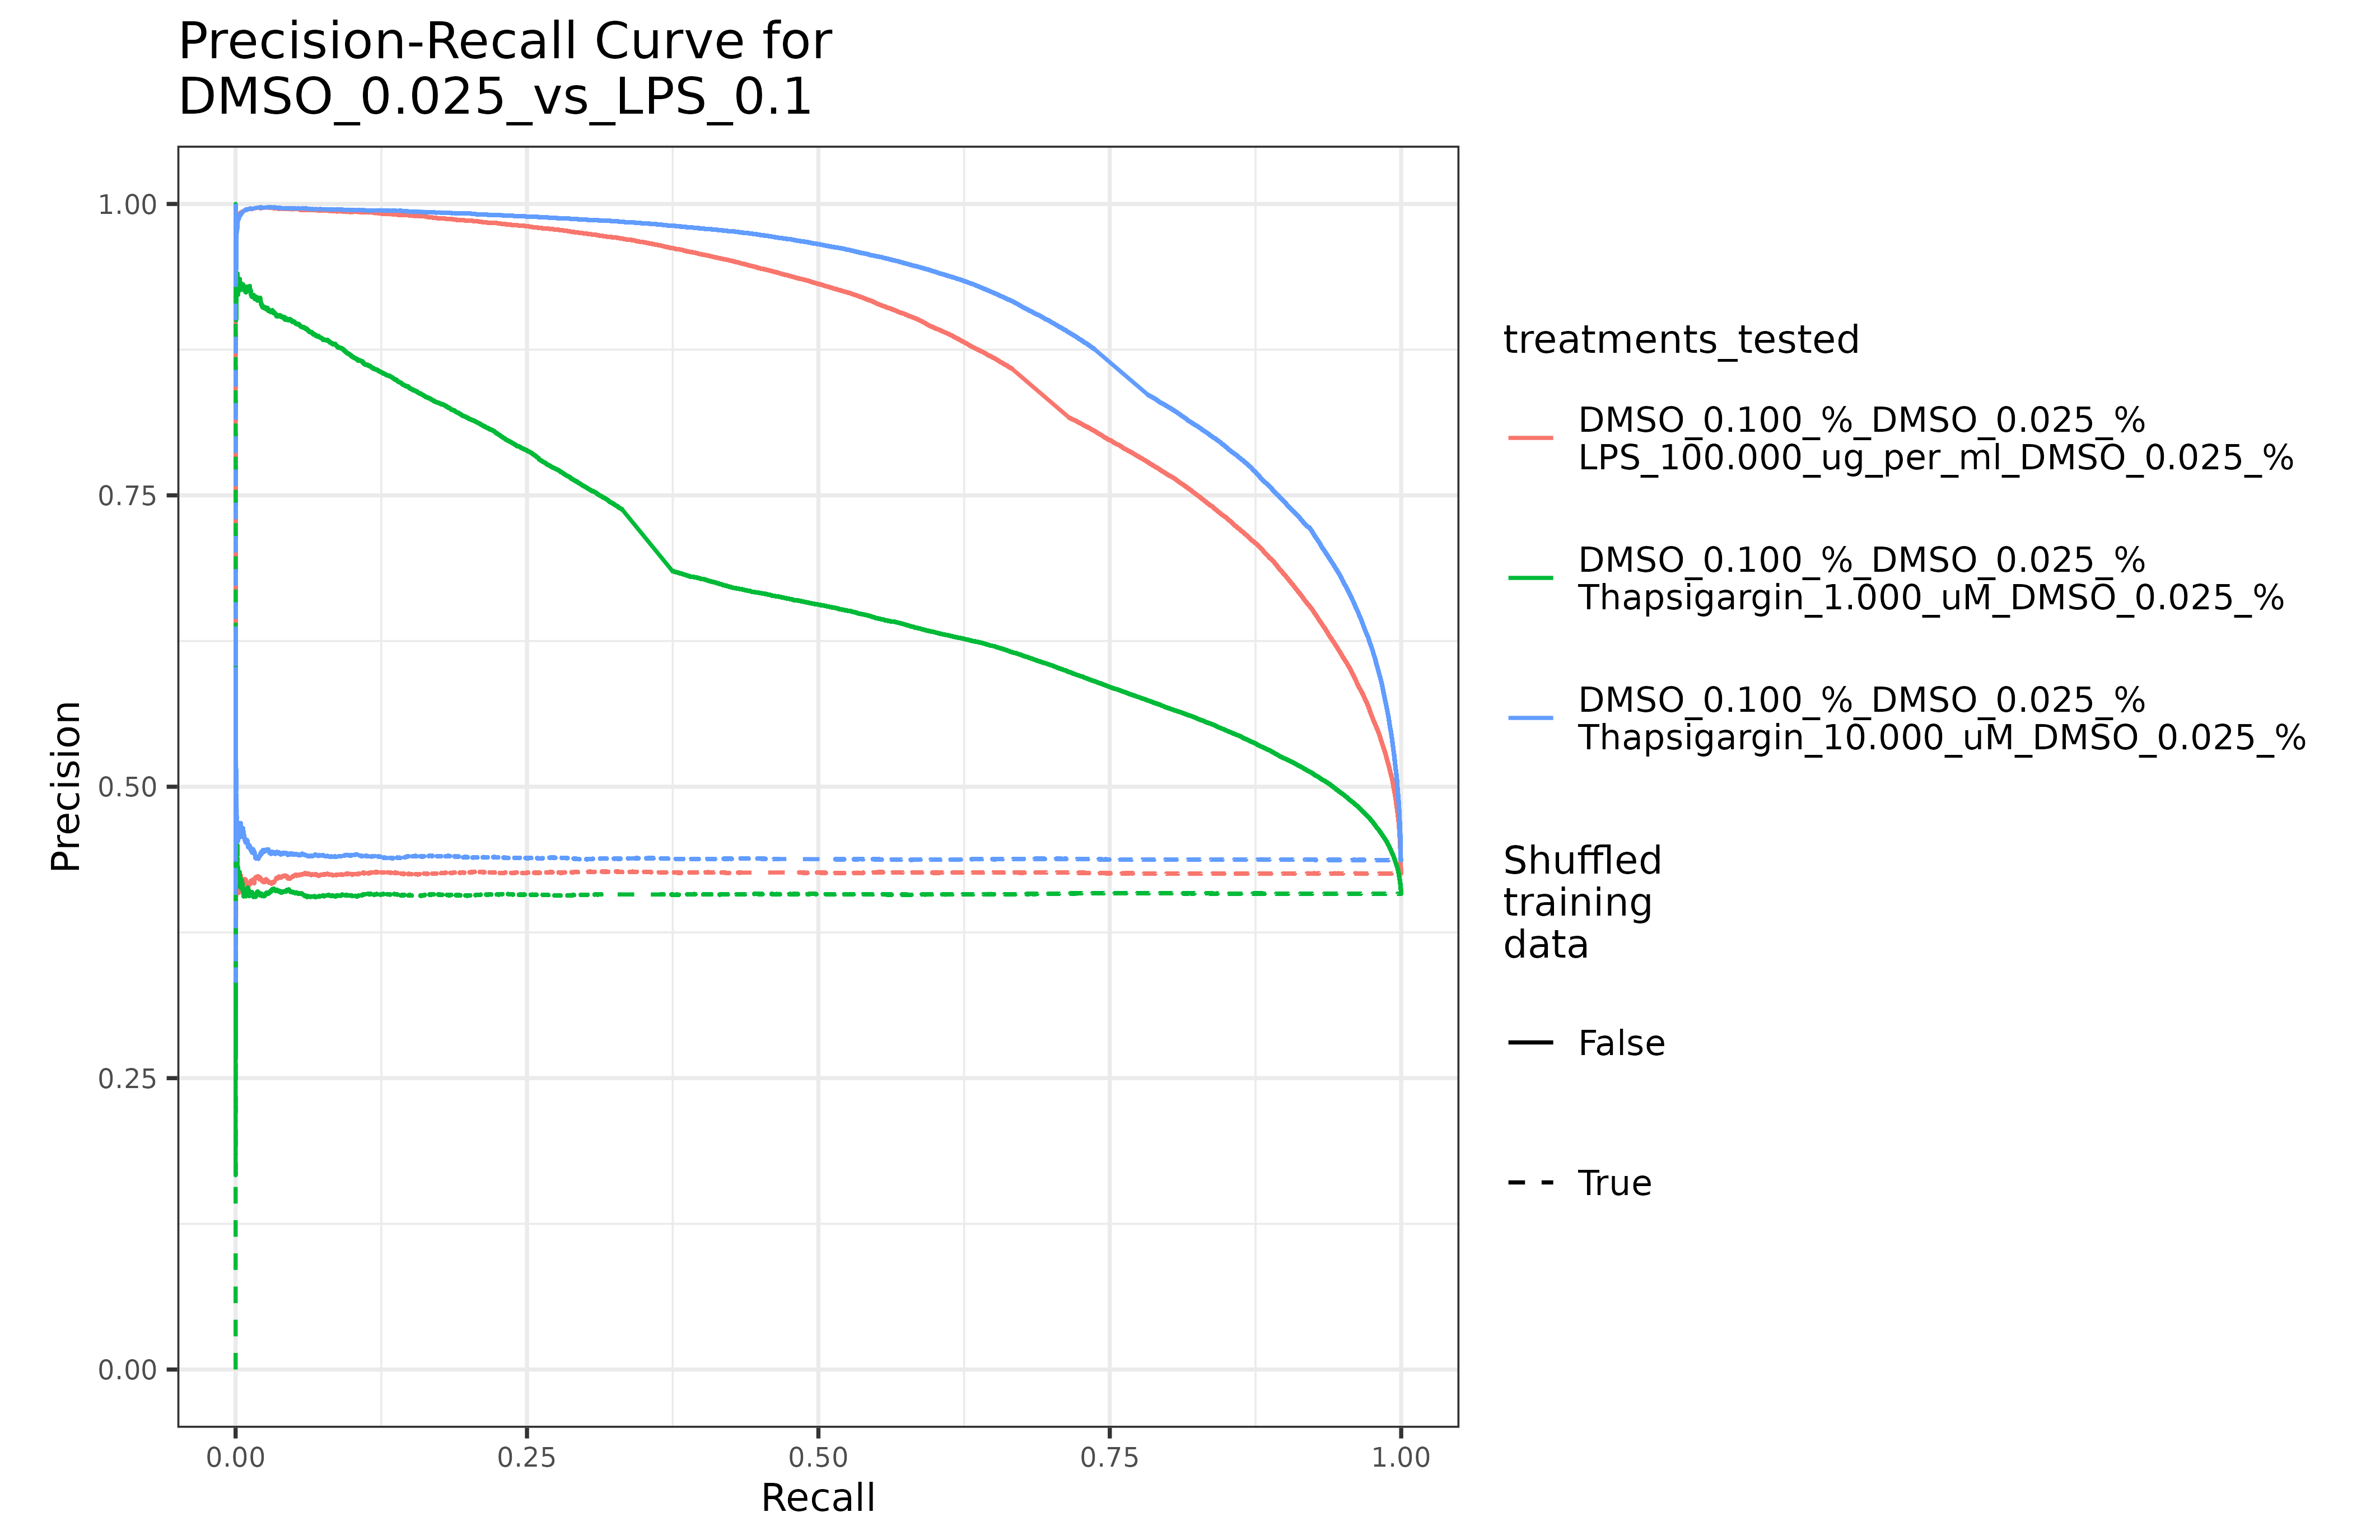 Precision-Recall Curve for
DMSO_0.025_vs_LPS_0.1
1.00
0.75
0.50
0.25
0.00
Precision
0.00
0.25
0.50
0.75
1.00
Recall
treatments_tested
DMSO_0.100_%_DMSO_0.025_%
LPS_100.000_ug_per_ml_DMSO_0.025_%
DMSO_0.100_%_DMSO_0.025_%
Thapsigargin_1.000_uM_DMSO_0.025_%
DMSO_0.100_%_DMSO_0.025_%
Thapsigargin_10.000_uM_DMSO_0.025_%
Shuffled
training
data
False
True